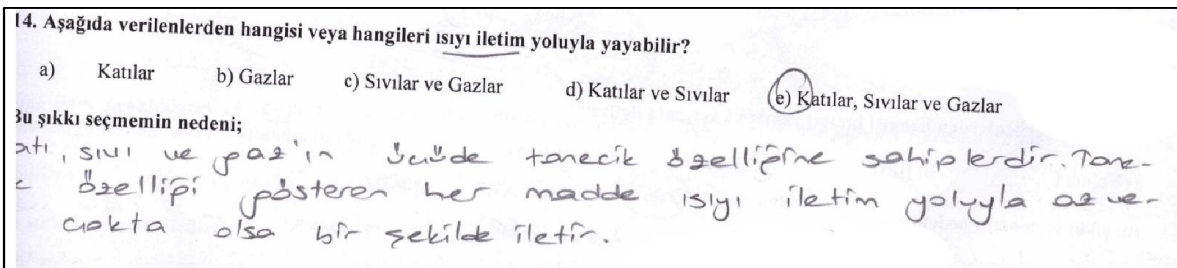 14. Aşağıda verilenlerden hangisi veya hangileri ısıyı iletim yoluyla yayabilir?
a) Katılar b) Gazlar c) Sıvılar ve Gazlar d) Katılar ve Sıvılar e) Katılar, Sıvılar ve Gazlar
Bu şıkkı seçmemin nedeni;
atı, sıvı ve gaz'ın üçüde tanecik özelliğine sahiplerdir. Tane-
özelliği gösteren her madde ısıyı iletim yoluyla az ve-
çokta olsa bir şekilde iletir.